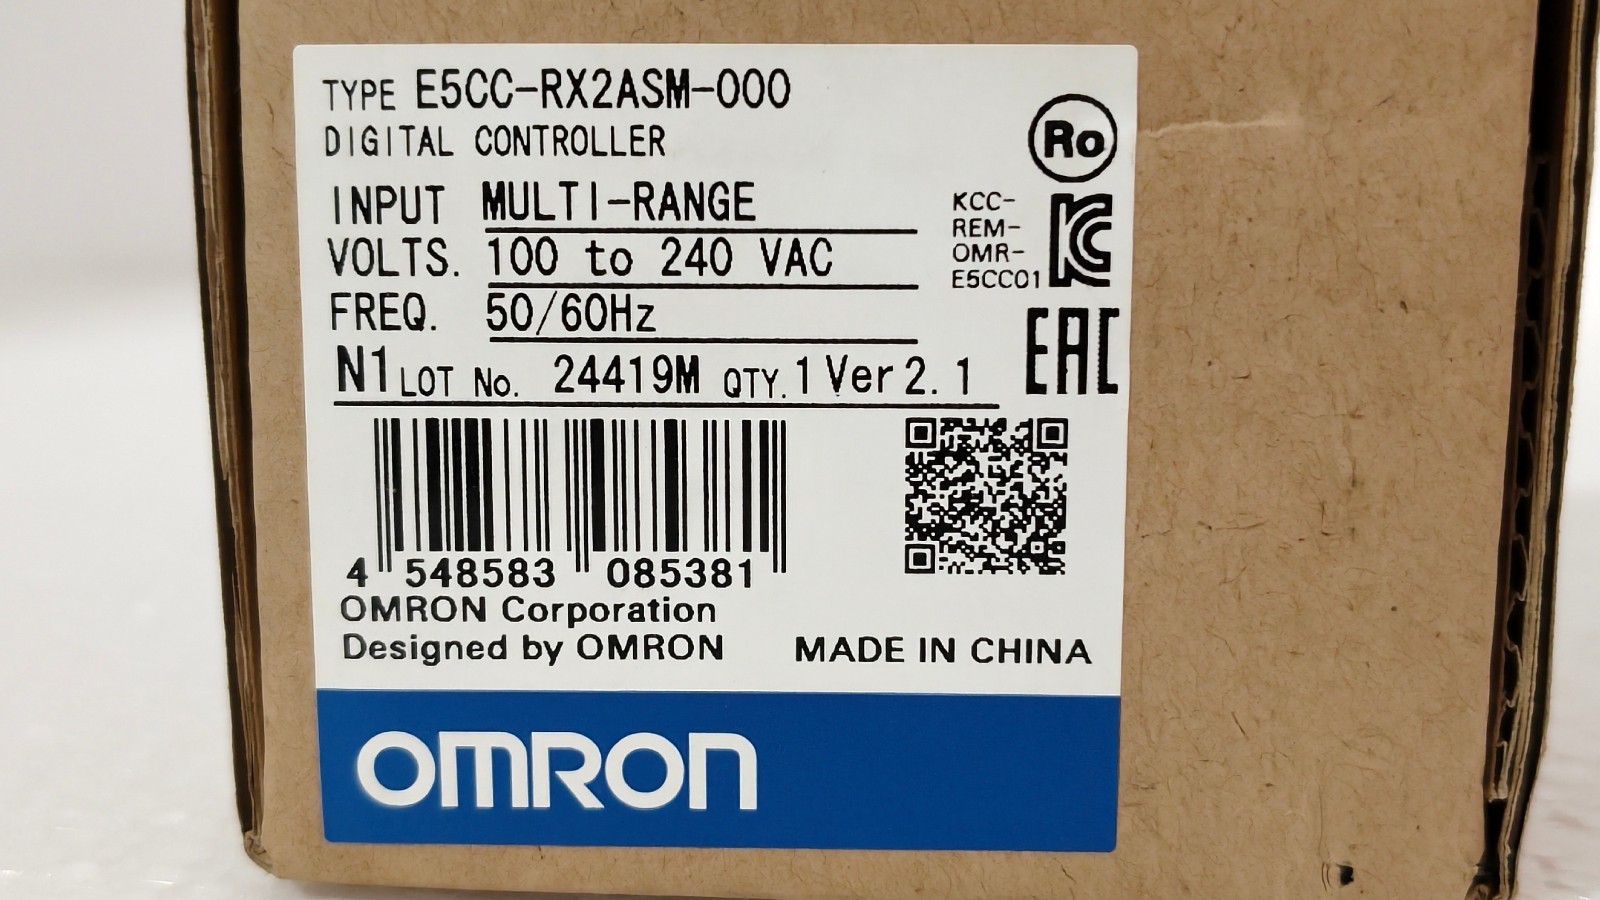 TYPE E5CC-RX2ASM-000
DIGITAL CONTROLLER
Ro
INPUT MULTI-RANGE
KCC-
REM-
OMR-
E5CC01
VOLTS. 100 to 240 VAC
FREQ. 50/60Hz
EAC
N1 LOT No. 24419M QTY. 1 Ver 2. 1
4 548583 085381
OMRON Corporation
Designed by OMRON MADE IN CHINA
OMRON